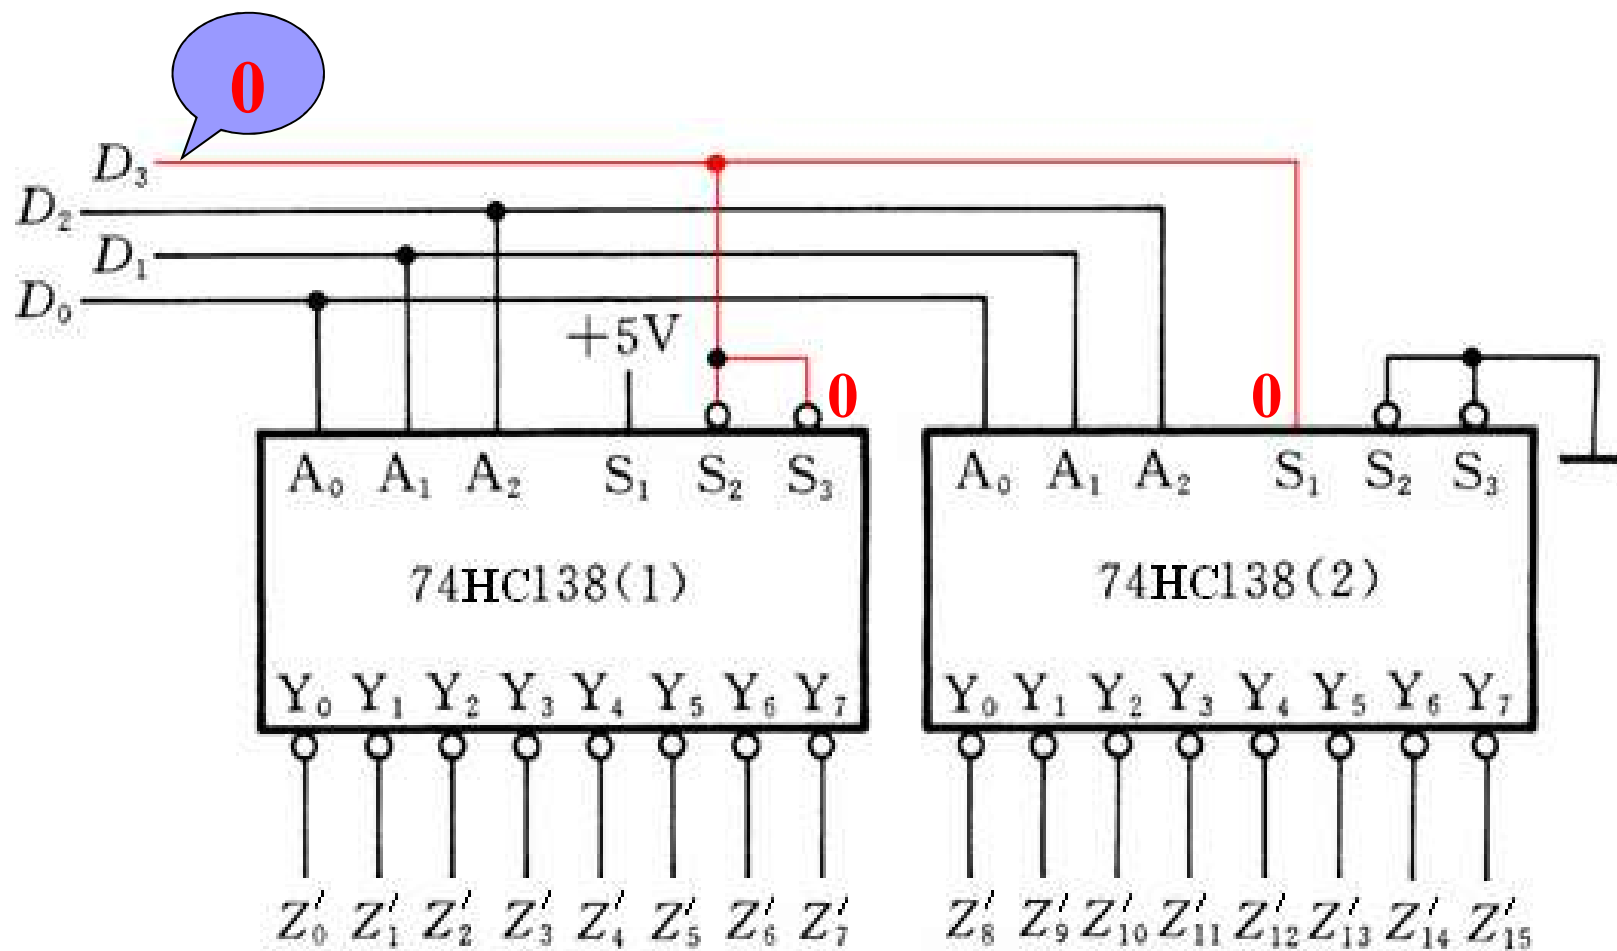 0
D₃
D₂
D₁
D₀
+5V
0 0
A₀ A₁ A₂ S₁ S₂ S₃ A₀ A₁ A₂ S₁ S₂ S₃
74HC138(1) 74HC138(2)
Y₀ Y₁ Y₂ Y₃ Y₄ Y₅ Y₆ Y₇ Y₀ Y₁ Y₂ Y₃ Y₄ Y₅ Y₆ Y₇
Z′₀ Z′₁ Z′₂ Z′₃ Z′₄ Z′₅ Z′₆ Z′₇ Z′₈ Z′₉ Z′₁₀ Z′₁₁ Z′₁₂ Z′₁₃ Z′₁₄ Z′₁₅